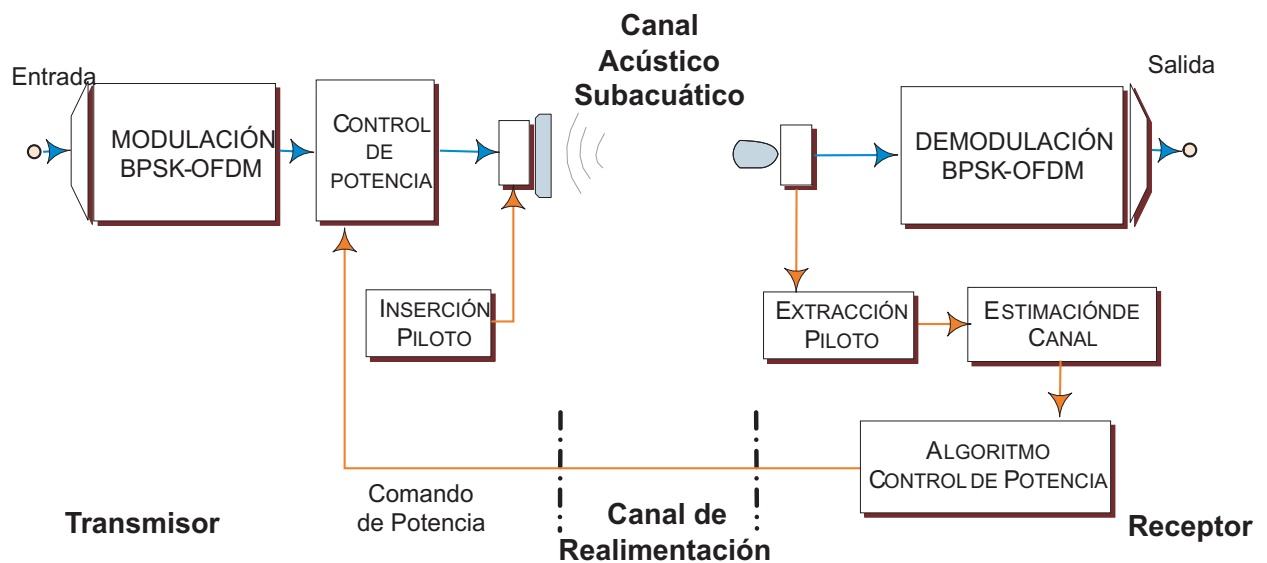 Canal
Acústico
Subacuático
Entrada
Salida
MODULACIÓN
BPSK-OFDM
CONTROL
DE
POTENCIA
DEMODULACIÓN
BPSK-OFDM
INSERCIÓN
PILOTO
EXTRACCIÓN
PILOTO
ESTIMACIÓNDE
CANAL
ALGORITMO
CONTROL DE POTENCIA
Comando
de Potencia
Transmisor
Canal de
Realimentación
Receptor